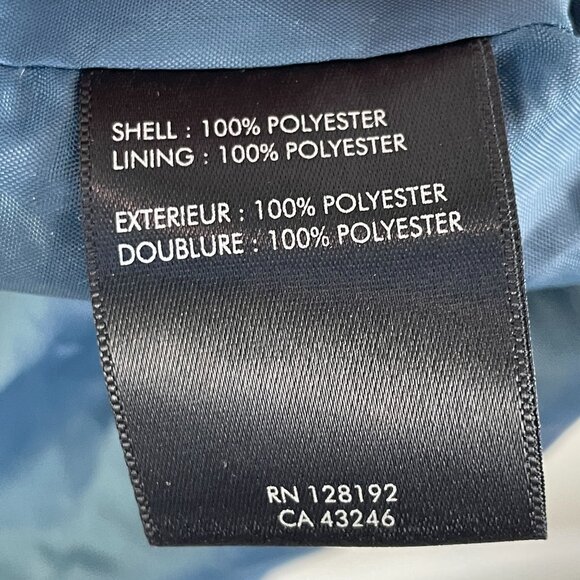 SHELL : 100% POLYESTER
LINING : 100% POLYESTER
EXTERIEUR : 100% POLYESTER
DOUBLURE : 100% POLYESTER
RN 128192
CA 43246